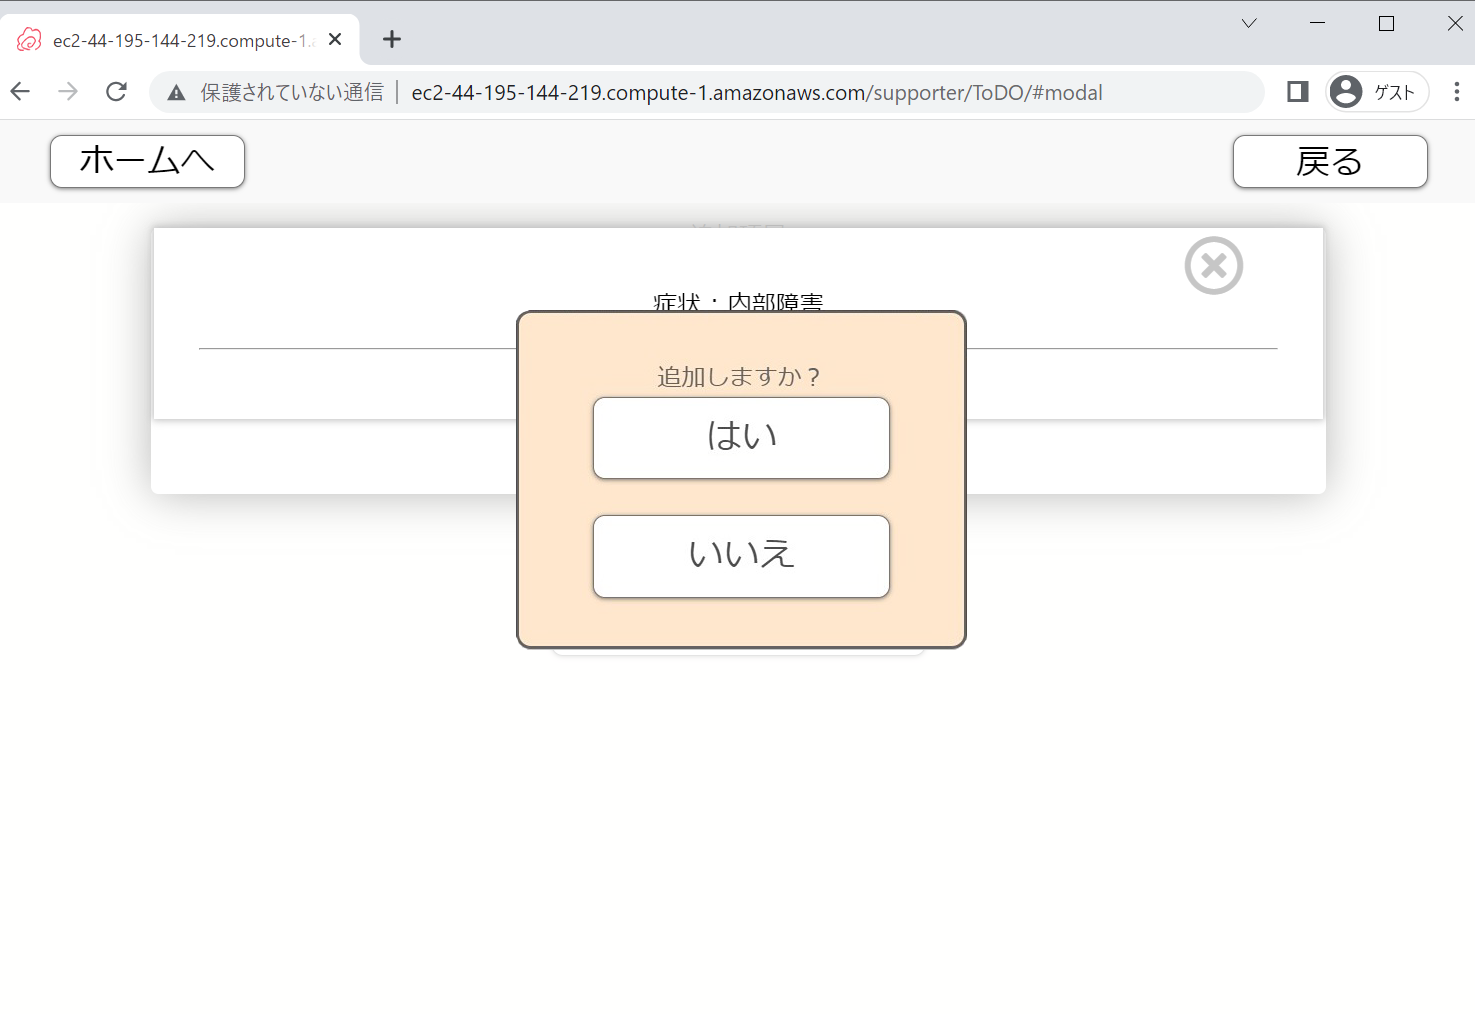 ec2-44-195-144-219.compute-1.a
保護されていない通信
ec2-44-195-144-219.compute-1.amazonaws.com/supporter/ToDO/#modal
ゲスト
ホームへ
戻る
症状：内部障害
追加しますか？
はい
いいえ